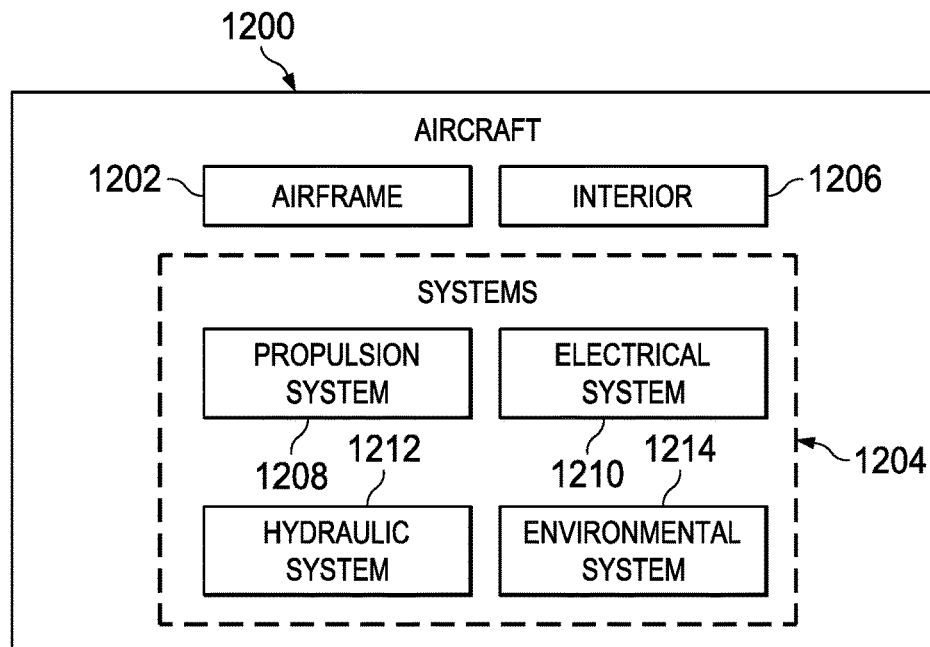 1200
AIRCRAFT
1202
AIRFRAME
INTERIOR
1206
SYSTEMS
PROPULSION
SYSTEM
ELECTRICAL
SYSTEM
1208
1212
1210
1214
1204
HYDRAULIC
SYSTEM
ENVIRONMENTAL
SYSTEM